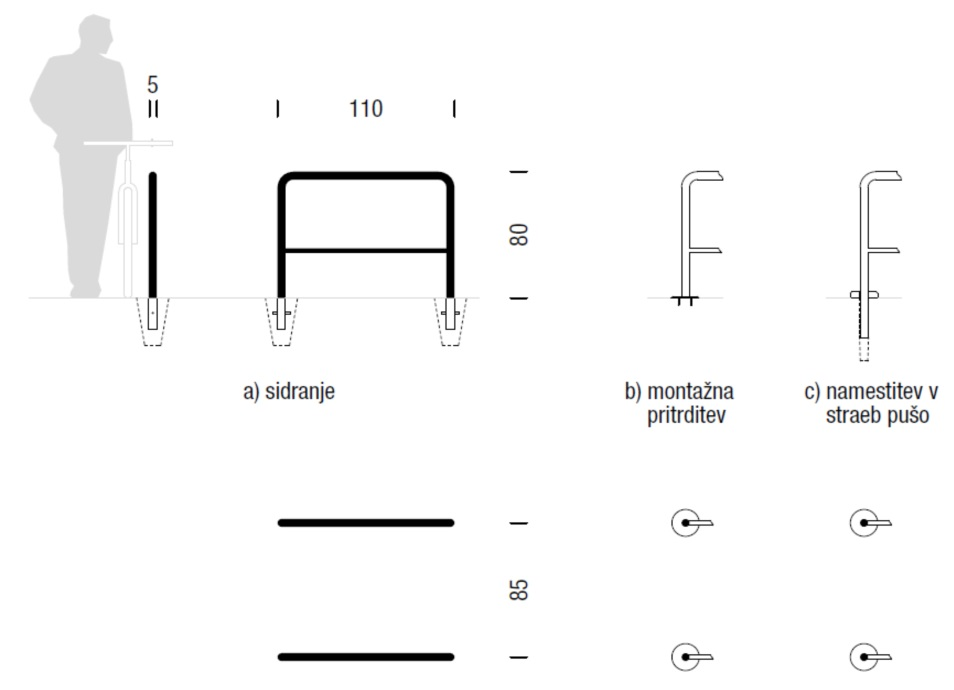 5
110
80
a) sidranje
b) montažna
pritrditev
c) namestitev v
straeb pušo
85